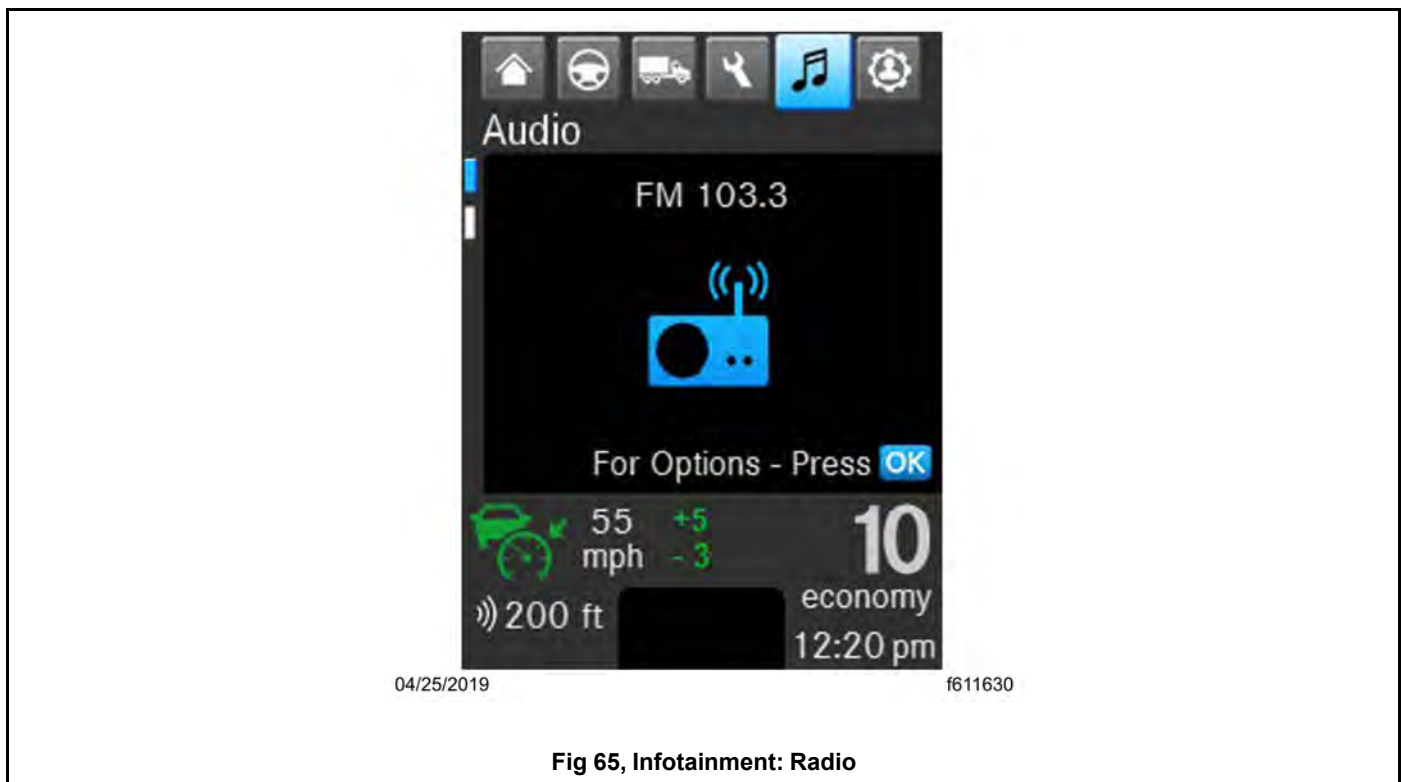 Audio
FM 103.3
For Options - Press OK
55 +5
mph - 3
10
economy
200 ft
12:20 pm
04/25/2019 f611630
Fig 65, Infotainment: Radio